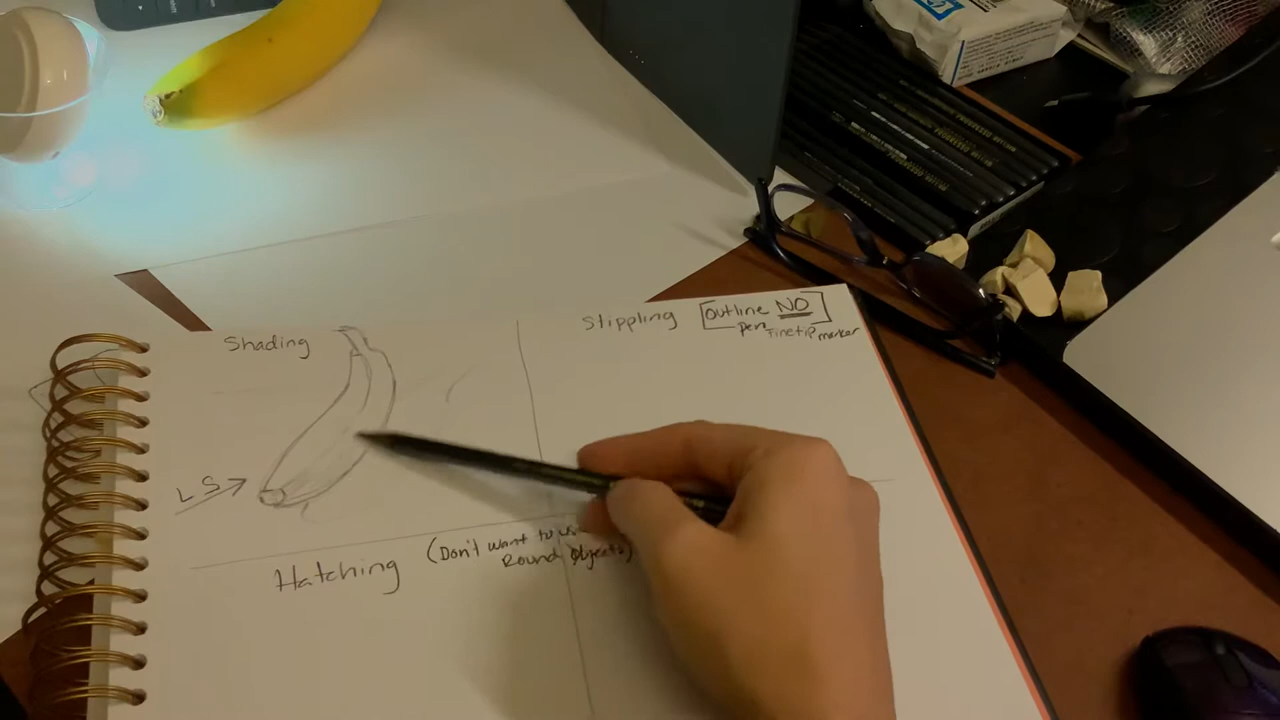 Shading
Stippling [Outline NO]
pen Finetip marker
LS
Hatching
(Don't want to
Round Objects)